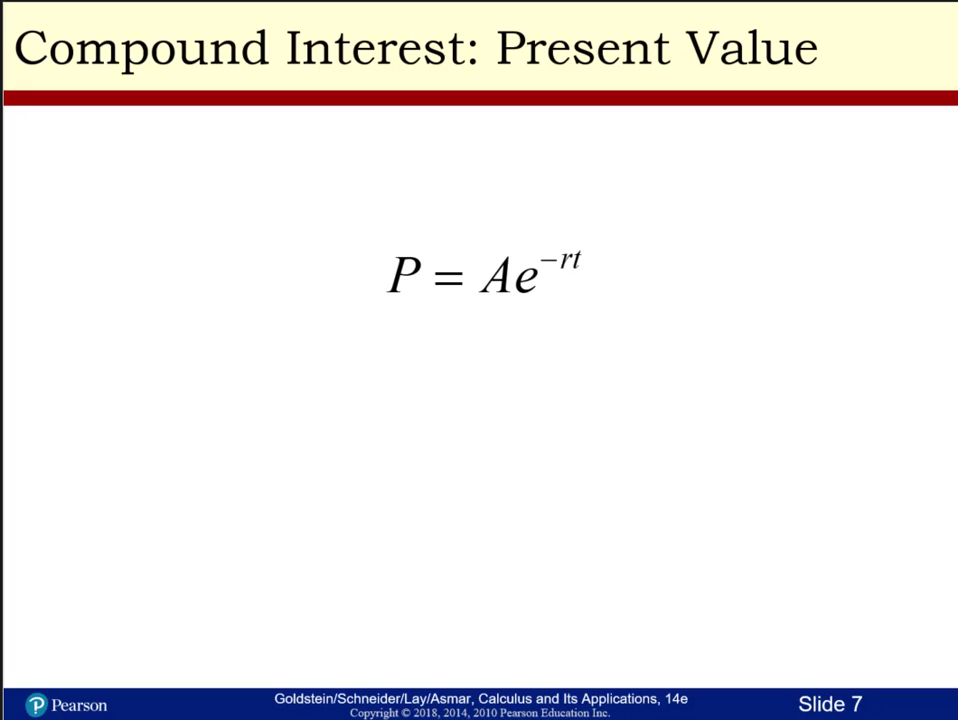 Compound Interest: Present Value
P = Ae^{-rt}
Pearson
Goldstein/Schneider/Lay/Asmar, Calculus and Its Applications, 14e
Copyright © 2018, 2014, 2010 Pearson Education Inc.
Slide 7